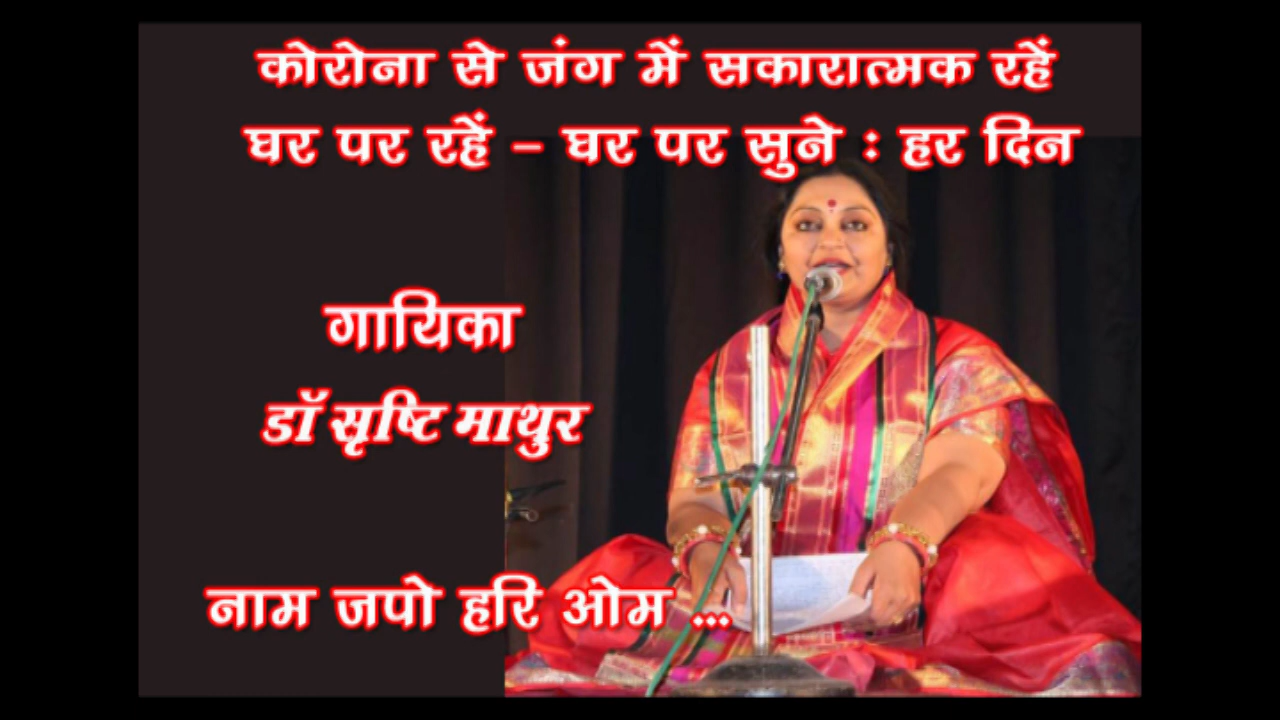 कोरोना से जंग में सकारात्मक रहें
घर पर रहें – घर पर सुने : हर दिन
गायिका
डॉ सृष्टि माथुर
नाम जपो हरि ओम ...